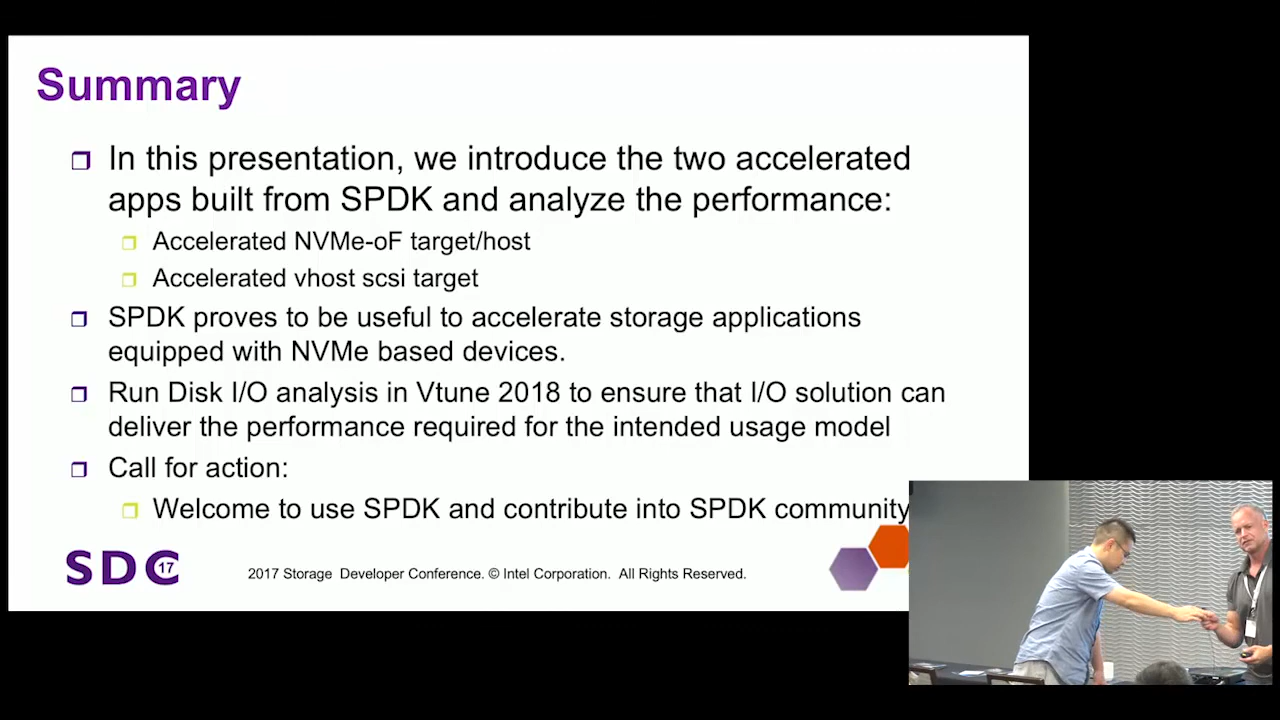 Summary
In this presentation, we introduce the two accelerated
apps built from SPDK and analyze the performance:
Accelerated NVMe-oF target/host
Accelerated vhost scsi target
SPDK proves to be useful to accelerate storage applications
equipped with NVMe based devices.
Run Disk I/O analysis in Vtune 2018 to ensure that I/O solution can
deliver the performance required for the intended usage model
Call for action:
Welcome to use SPDK and contribute into SPDK community
SDC 17
2017 Storage Developer Conference. © Intel Corporation. All Rights Reserved.